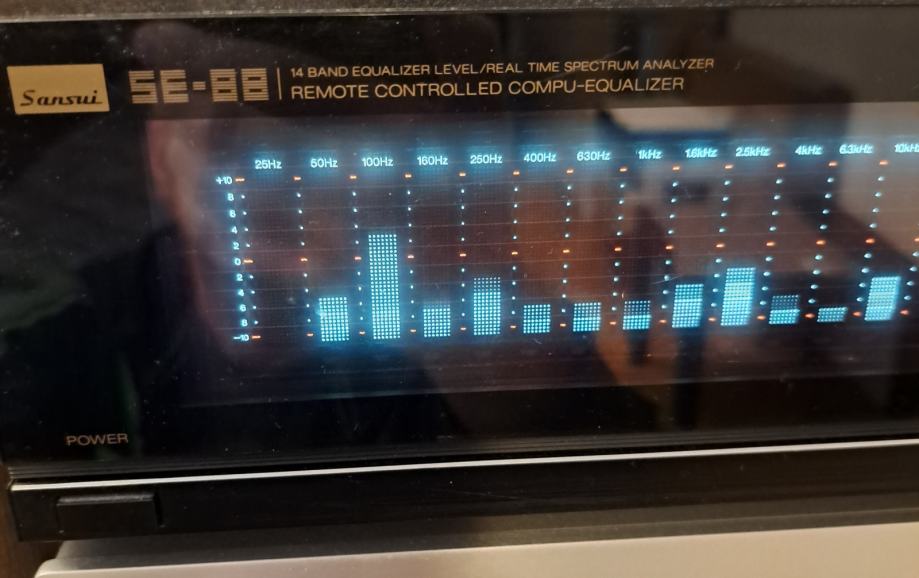 Sansui
SE-88
14 BAND EQUALIZER LEVEL/REAL TIME SPECTRUM ANALYZER
REMOTE CONTROLLED COMPU-EQUALIZER
25Hz 50Hz 100Hz 160Hz 250Hz 400Hz 630Hz 1kHz 1.6kHz 2.5kHz 4kHz 6.3kHz 10kHz
+10
8
6
4
2
0
2
4
6
8
−10
POWER